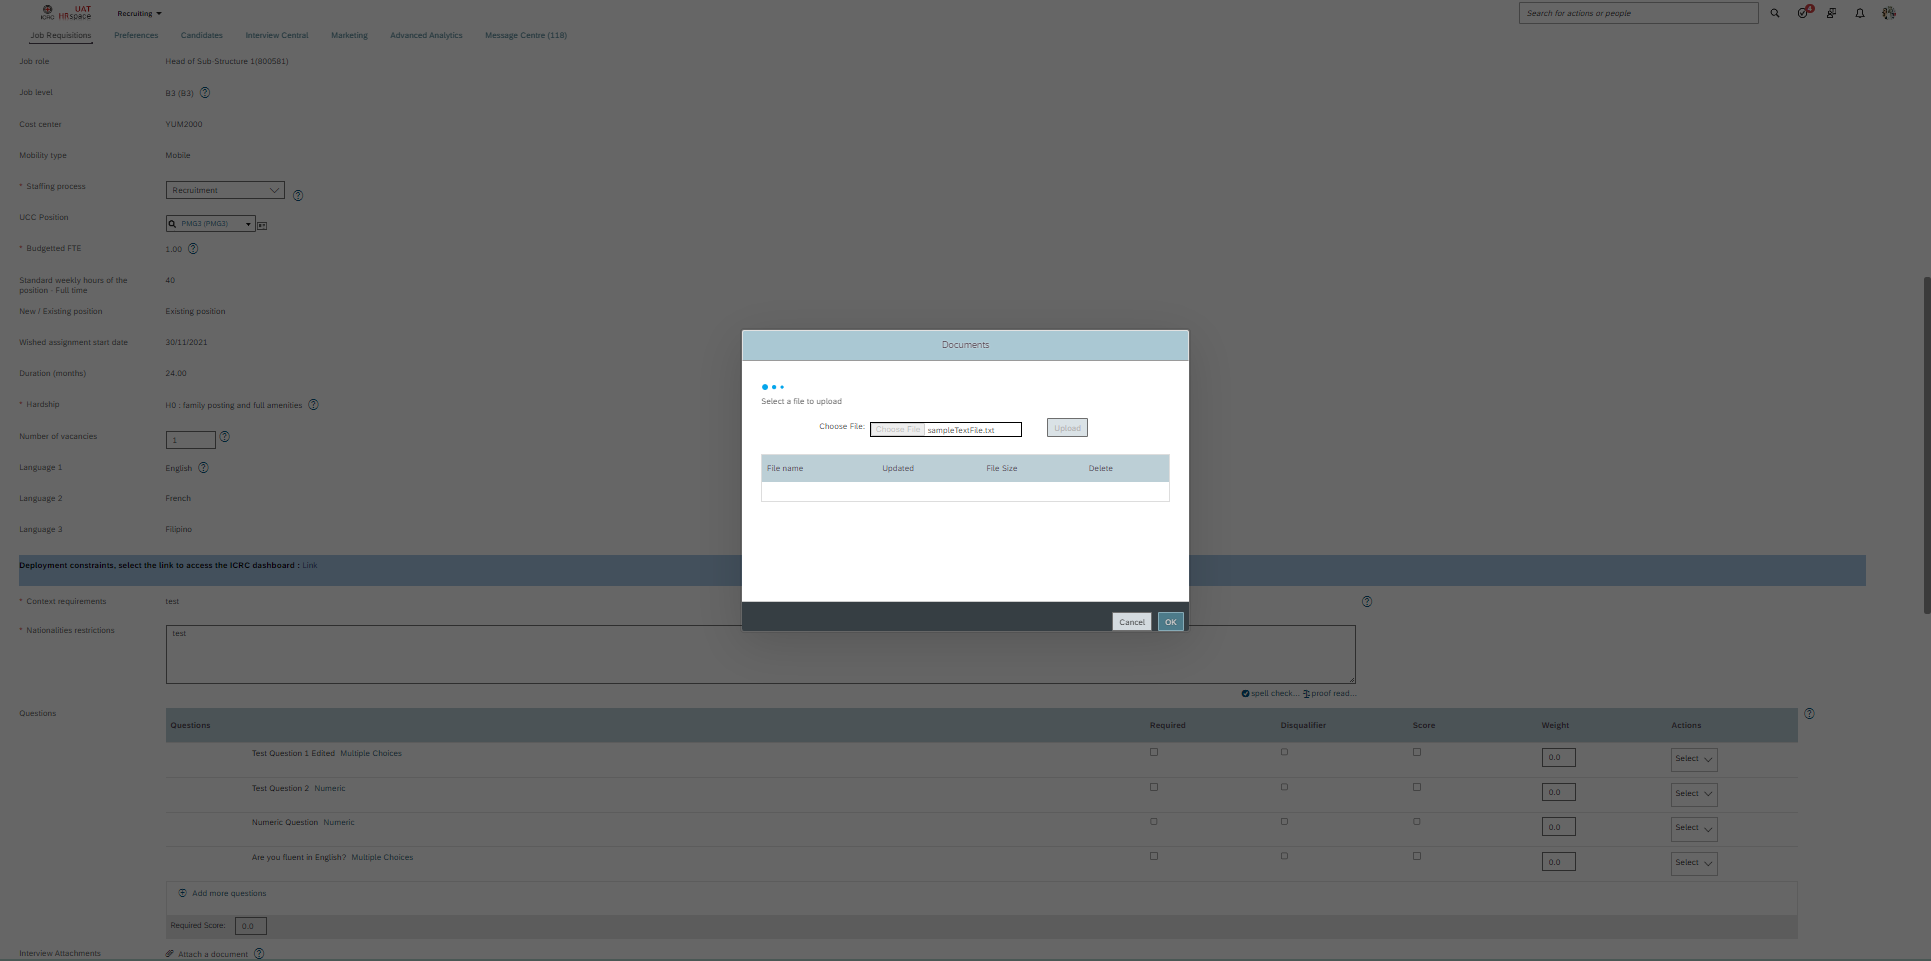 ICRC UAT HRspace Recruiting Search for actions or people 4
Job Requisitions Preferences Candidates Interview Central Marketing Advanced Analytics Message Centre (118)
Job role Head of Sub-Structure 1(800581)
Job level B3 (B3) ?
Cost center YUM2000
Mobility type Mobile
* Staffing process Recruitment ?
UCC Position PMG3 (PMG3)
* Budgetted FTE 1.00 ?
Standard weekly hours of the 40
position - Full time
New / Existing position Existing position
Wished assignment start date 30/11/2021
Duration (months) 24.00
* Hardship H0 : family posting and full amenities ?
Number of vacancies 1 ?
Language 1 English ?
Language 2 French
Language 3 Filipino
Deployment constraints, select the link to access the ICRC dashboard : Link
* Context requirements test ?
* Nationalities restrictions test
spell check... proof read...
Documents
Select a file to upload
Choose File: Choose File sampleTextFile.txt Upload
File name Updated File Size Delete
Cancel OK
Questions Questions Required Disqualifier Score Weight Actions ?
Test Question 1 Edited Multiple Choices 0.0 Select
Test Question 2 Numeric 0.0 Select
Numeric Question Numeric 0.0 Select
Are you fluent in English? Multiple Choices 0.0 Select
Add more questions
Required Score: 0.0
Interview Attachments Attach a document ?